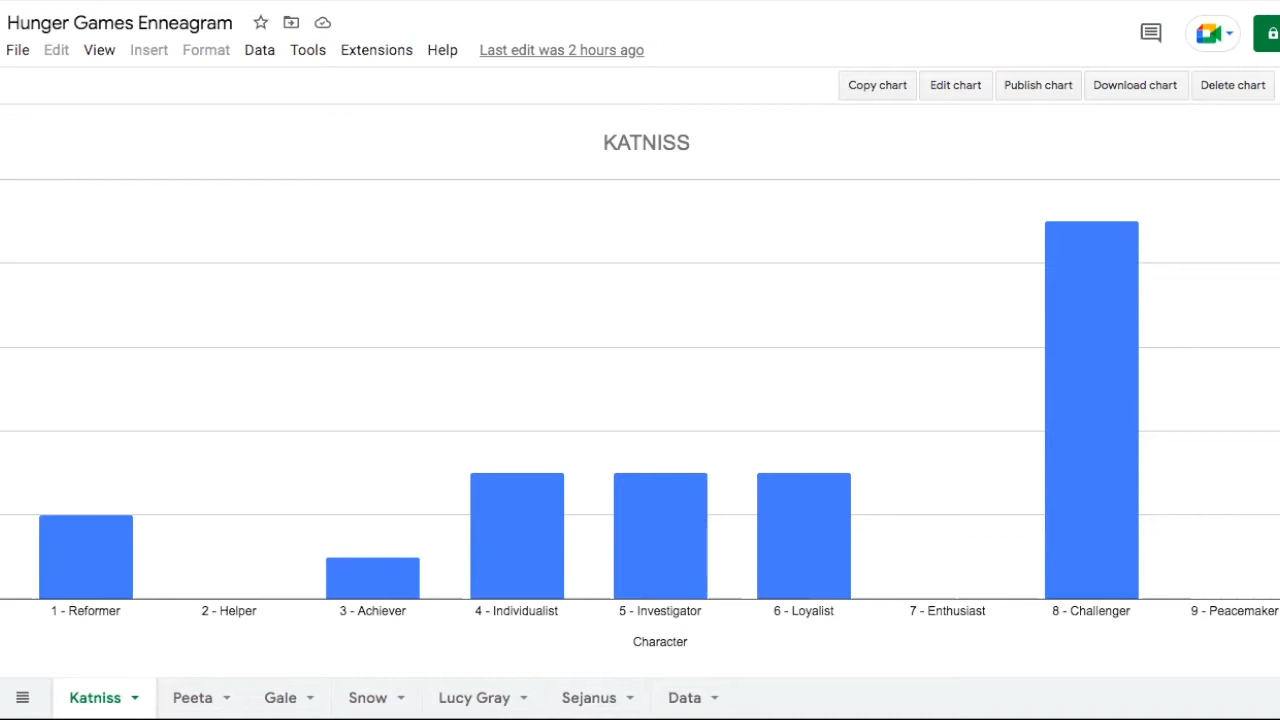 Hunger Games Enneagram
File Edit View Insert Format Data Tools Extensions Help Last edit was 2 hours ago
Copy chart Edit chart Publish chart Download chart Delete chart
KATNISS
1 - Reformer 2 - Helper 3 - Achiever 4 - Individualist 5 - Investigator 6 - Loyalist 7 - Enthusiast 8 - Challenger 9 - Peacemaker
Character
Katniss Peeta Gale Snow Lucy Gray Sejanus Data